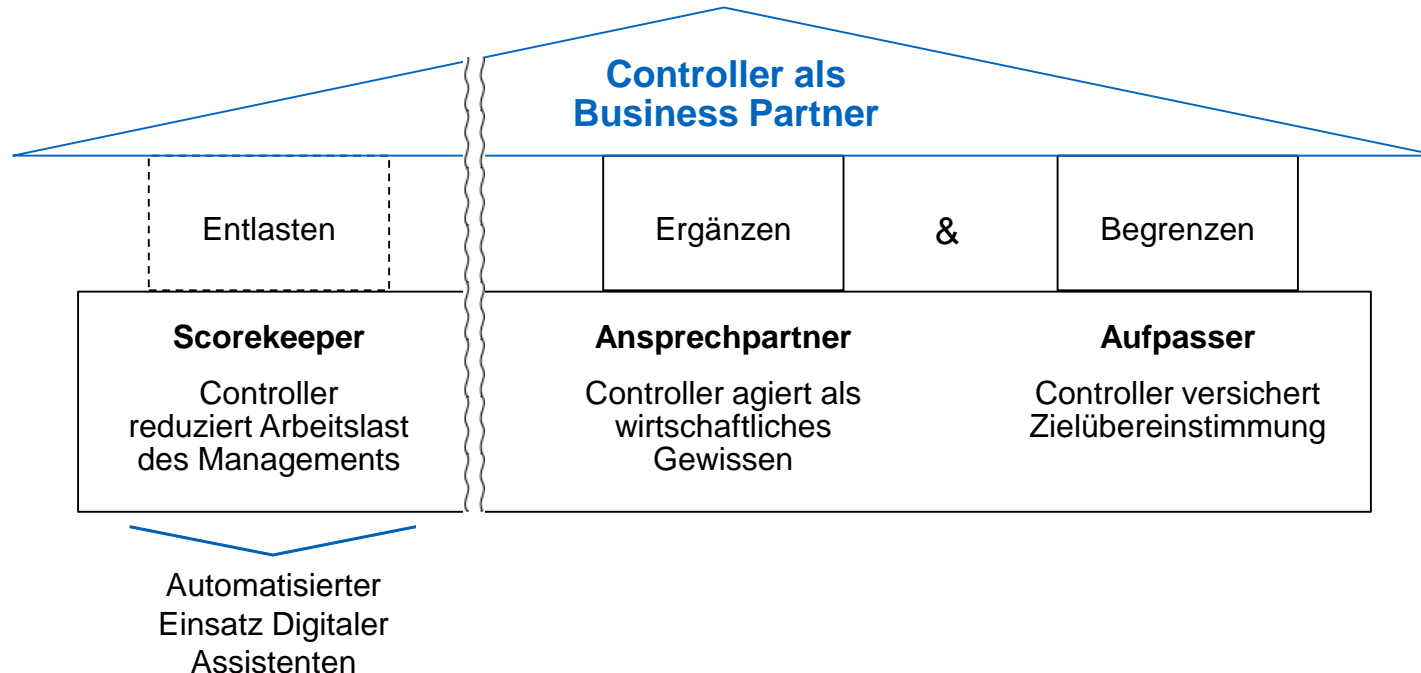 Controller als
Business Partner
Entlasten
Ergänzen
&
Begrenzen
Scorekeeper
Controller
reduziert Arbeitslast
des Managements
Ansprechpartner
Controller agiert als
wirtschaftliches
Gewissen
Aufpasser
Controller versichert
Zielübereinstimmung
Automatisierter
Einsatz Digitaler
Assistenten